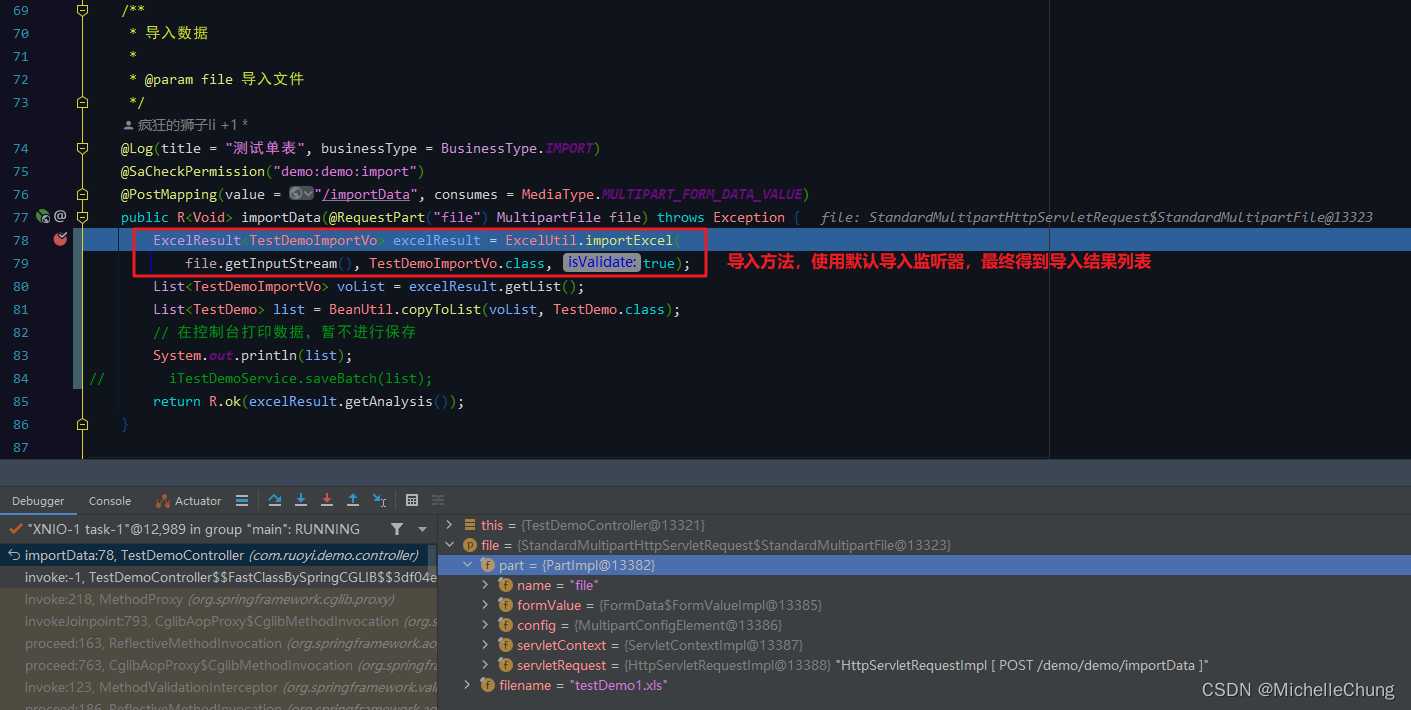 69 /**
70 * 导入数据
71 *
72 * @param file 导入文件
73 */
疯狂的狮子li +1 *
74 @Log(title = "测试单表", businessType = BusinessType.IMPORT)
75 @SaCheckPermission("demo:demo:import")
76 @PostMapping(value = "/importData", consumes = MediaType.MULTIPART_FORM_DATA_VALUE)
77 @ public R<Void> importData(@RequestPart("file") MultipartFile file) throws Exception { file: StandardMultipartHttpServletRequest$StandardMultipartFile@13323
78 ExcelResult<TestDemoImportVo> excelResult = ExcelUtil.importExcel(
79 file.getInputStream(), TestDemoImportVo.class, isValidate: true); 导入方法，使用默认导入监听器，最终得到导入结果列表
80 List<TestDemoImportVo> voList = excelResult.getList();
81 List<TestDemo> list = BeanUtil.copyToList(voList, TestDemo.class);
82 // 在控制台打印数据，暂不进行保存
83 System.out.println(list);
84 // iTestDemoService.saveBatch(list);
85 return R.ok(excelResult.getAnalysis());
86 }
87
Debugger Console Actuator
"XNIO-1 task-1"@12,989 in group "main": RUNNING
importData:78, TestDemoController (com.ruoyi.demo.controller)
invoke:-1, TestDemoController$$FastClassBySpringCGLIB$$3df04e
invoke:218, MethodProxy (org.springframework.cglib.proxy)
invokeJoinpoint:793, CglibAopProxy$CglibMethodInvocation (org.s
proceed:163, ReflectiveMethodInvocation (org.springframework.ao
proceed:763, CglibAopProxy$CglibMethodInvocation (org.springfra
invoke:123, MethodValidationInterceptor (org.springframework.vali
proceed:186, ReflectiveMethodInvocation (org.springframework.ao
this = {TestDemoController@13321}
file = {StandardMultipartHttpServletRequest$StandardMultipartFile@13323}
part = {PartImpl@13382}
name = "file"
formValue = {FormData$FormValueImpl@13385}
config = {MultipartConfigElement@13386}
servletContext = {ServletContextImpl@13387}
servletRequest = {HttpServletRequestImpl@13388} "HttpServletRequestImpl [ POST /demo/demo/importData ]"
filename = "testDemo1.xls"
CSDN @MichelleChung